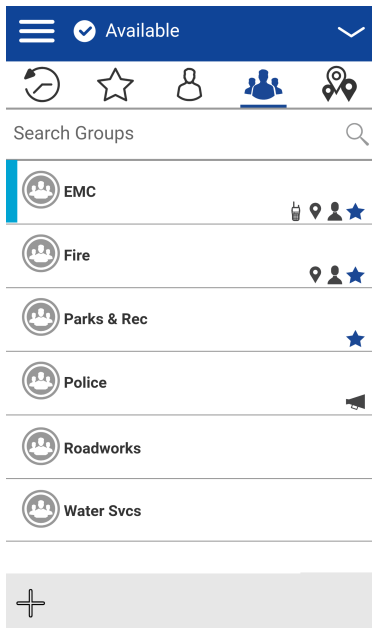 Available
Search Groups
EMC
Fire
Parks & Rec
Police
Roadworks
Water Svcs